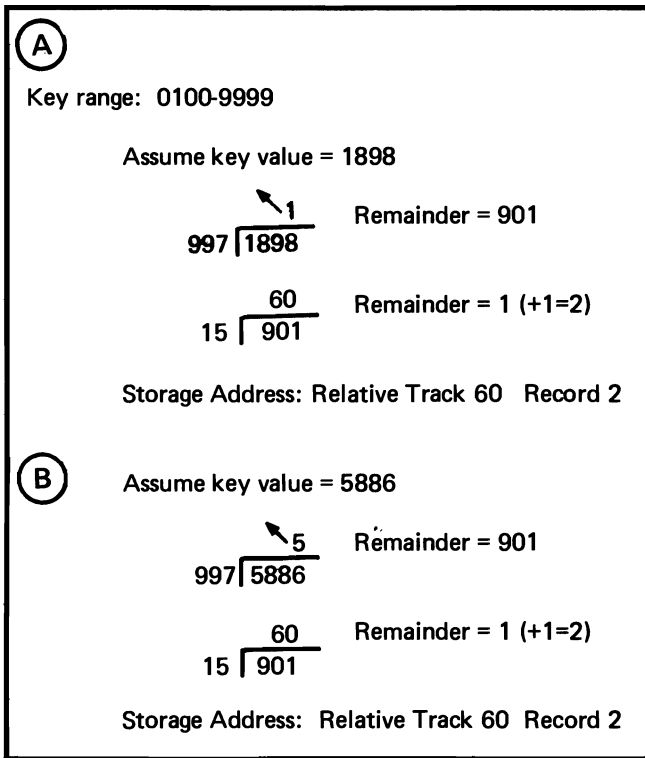 A
Key range: 0100-9999
Assume key value = 1898
1 Remainder = 901
997 1898
60 Remainder = 1 (+1=2)
15 901
Storage Address: Relative Track 60 Record 2
B
Assume key value = 5886
5 Remainder = 901
997 5886
60 Remainder = 1 (+1=2)
15 901
Storage Address: Relative Track 60 Record 2